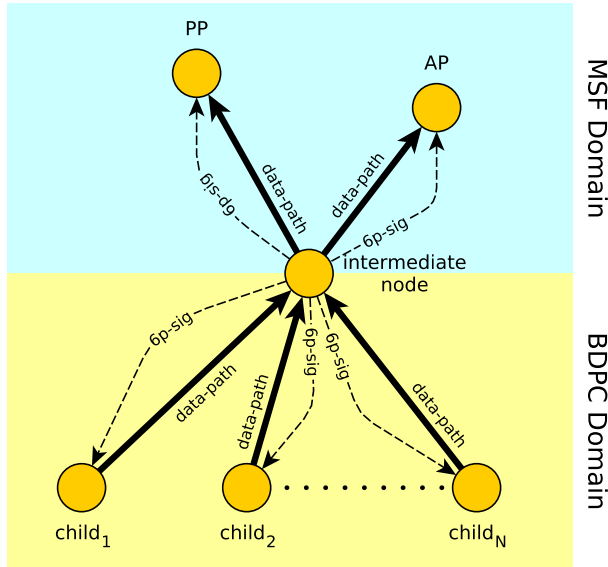 PP
AP
MSF Domain
data-path
data-path
6p-sig
6p-sig
intermediate
node
6p-sig
6p-sig
6p-sig
data-path
data-path
data-path
BDPC Domain
child1
child2
childN